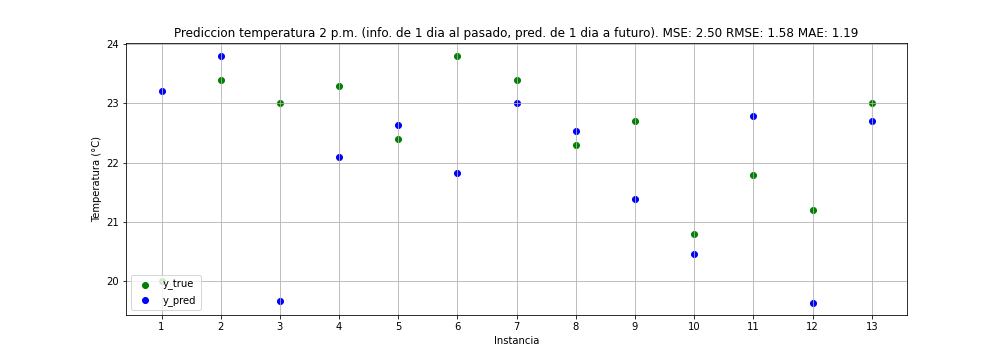 Prediccion temperatura 2 p.m. (info. de 1 dia al pasado, pred. de 1 dia a futuro). MSE: 2.50 RMSE: 1.58 MAE: 1.19
Temperatura (°C)
24
23
22
21
20
y_true
y_pred
1 2 3 4 5 6 7 8 9 10 11 12 13
Instancia